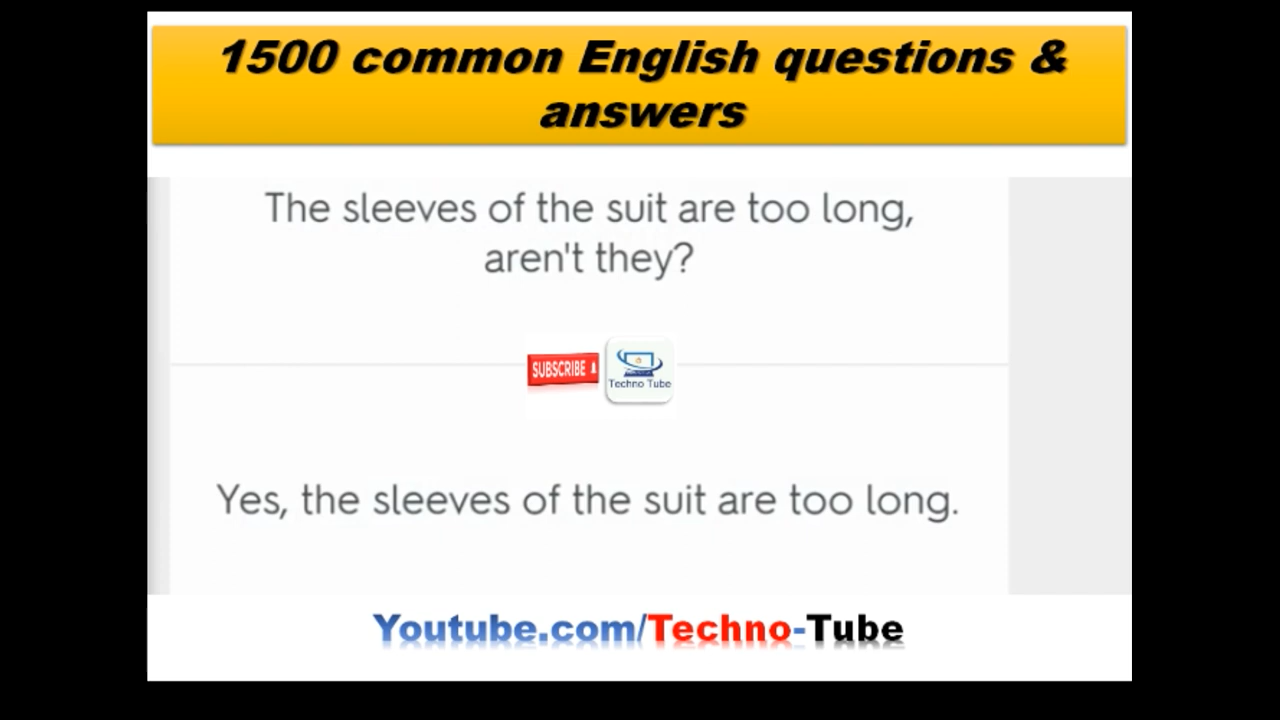 1500 common English questions &
answers
The sleeves of the suit are too long,
aren't they?
SUBSCRIBE
Techno Tube
Yes, the sleeves of the suit are too long.
Youtube.com/Techno-Tube